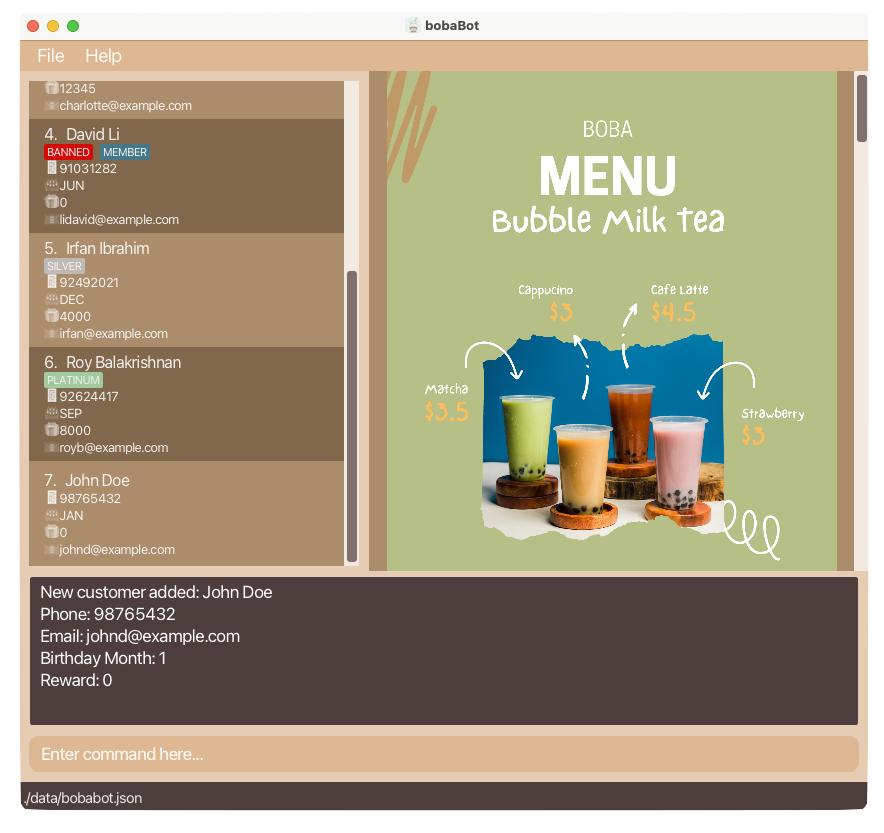 bobaBot
File Help
12345
charlotte@example.com
4. David Li
BANNED MEMBER
91031282
JUN
0
lidavid@example.com
5. Irfan Ibrahim
SILVER
92492021
DEC
4000
irfan@example.com
6. Roy Balakrishnan
PLATINUM
92624417
SEP
8000
royb@example.com
7. John Doe
98765432
JAN
0
johnd@example.com
BOBA
MENU
Bubble Milk Tea
Cappucino
$3
Cafe Latte
$4.5
Matcha
$3.5
Strawberry
$3
New customer added: John Doe
Phone: 98765432
Email: johnd@example.com
Birthday Month: 1
Reward: 0
Enter command here...
./data/bobabot.json